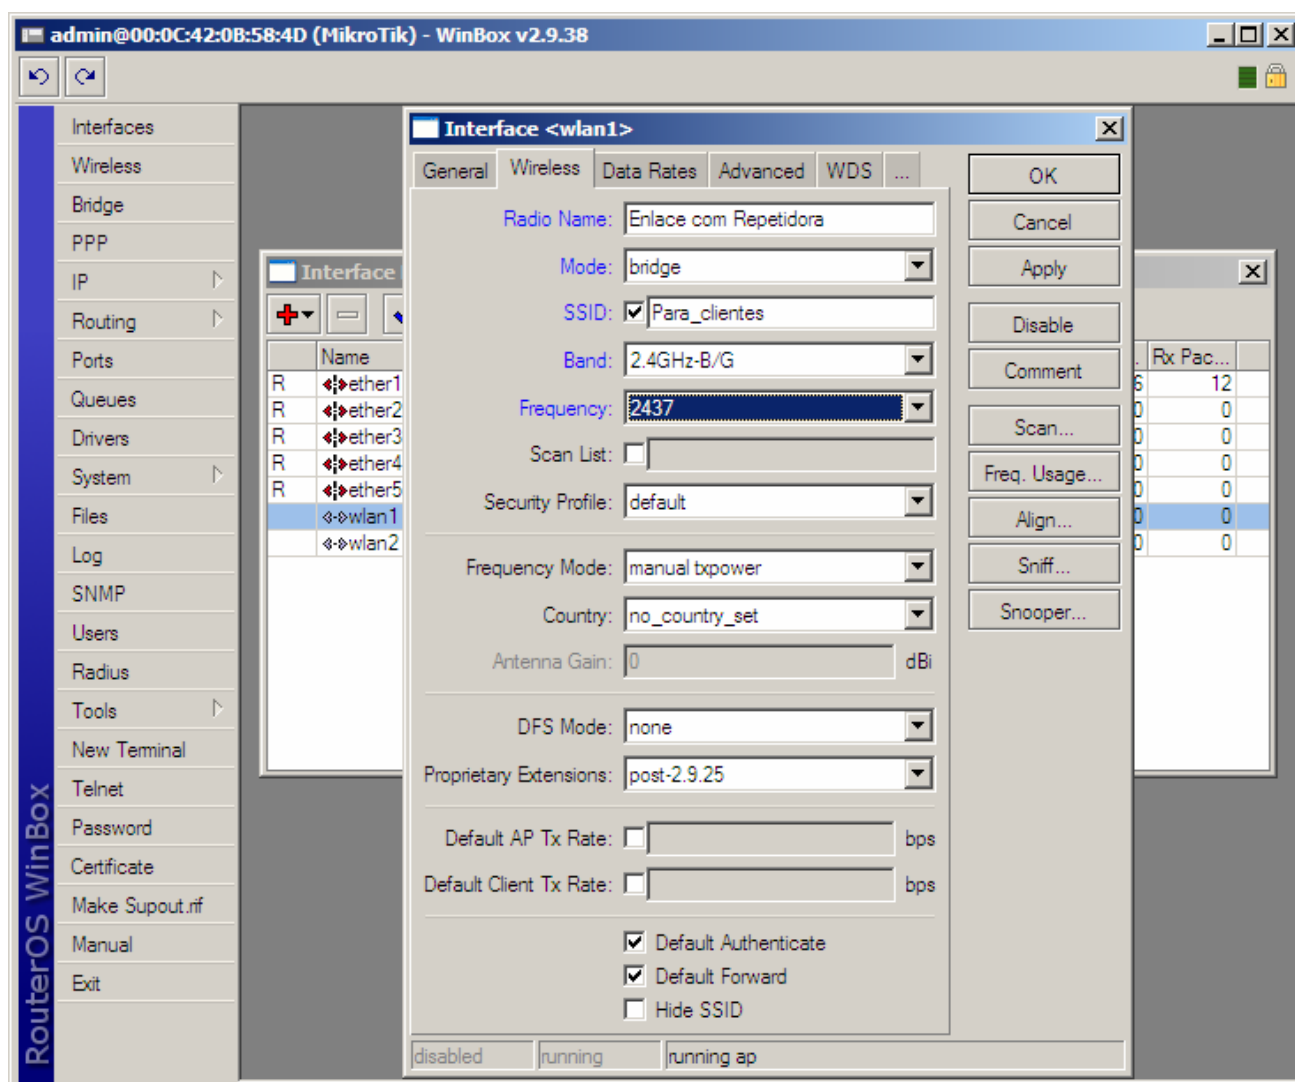 admin@00:0C:42:0B:58:4D (MikroTik) - WinBox v2.9.38
RouterOS WinBox
Interfaces
Wireless
Bridge
PPP
IP
Routing
Ports
Queues
Drivers
System
Files
Log
SNMP
Users
Radius
Tools
New Terminal
Telnet
Password
Certificate
Make Supout.rif
Manual
Exit
Interface
Name
Rx Pac...
R ether1 6 12
R ether2 0 0
R ether3 0 0
R ether4 0 0
R ether5 0 0
wlan1 0 0
wlan2 0 0
Interface <wlan1>
General Wireless Data Rates Advanced WDS ...
Radio Name: Enlace com Repetidora
Mode: bridge
SSID: Para_clientes
Band: 2.4GHz-B/G
Frequency: 2437
Scan List:
Security Profile: default
Frequency Mode: manual txpower
Country: no_country_set
Antenna Gain: 0 dBi
DFS Mode: none
Proprietary Extensions: post-2.9.25
Default AP Tx Rate: bps
Default Client Tx Rate: bps
Default Authenticate
Default Forward
Hide SSID
disabled running running ap
OK
Cancel
Apply
Disable
Comment
Scan...
Freq. Usage...
Align...
Sniff...
Snooper...